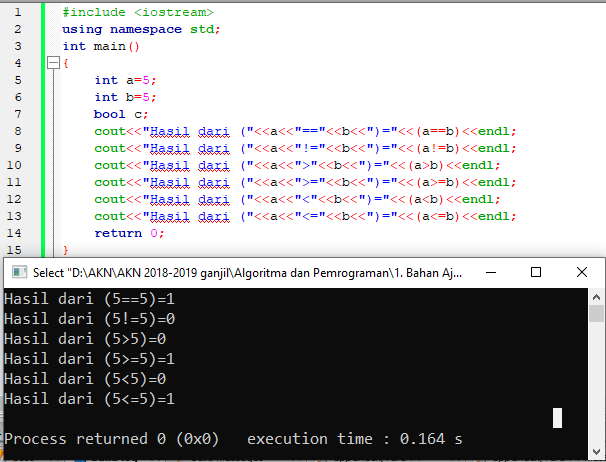 1 #include <iostream>
2 using namespace std;
3 int main()
4 {
5 int a=5;
6 int b=5;
7 bool c;
8 cout<<"Hasil dari ("<<a<<"=="<<b<<")="<<(a==b)<<endl;
9 cout<<"Hasil dari ("<<a<<"!="<<b<<")="<<(a!=b)<<endl;
10 cout<<"Hasil dari ("<<a<<">"<<b<<")="<<(a>b)<<endl;
11 cout<<"Hasil dari ("<<a<<">="<<b<<")="<<(a>=b)<<endl;
12 cout<<"Hasil dari ("<<a<<"<"<<b<<")="<<(a<b)<<endl;
13 cout<<"Hasil dari ("<<a<<"<="<<b<<")="<<(a<=b)<<endl;
14 return 0;
15 }
Select "D:\AKN\AKN 2018-2019 ganjil\Algoritma dan Pemrograman\1. Bahan Aj...
Hasil dari (5==5)=1
Hasil dari (5!=5)=0
Hasil dari (5>5)=0
Hasil dari (5>=5)=1
Hasil dari (5<5)=0
Hasil dari (5<=5)=1
Process returned 0 (0x0) execution time : 0.164 s